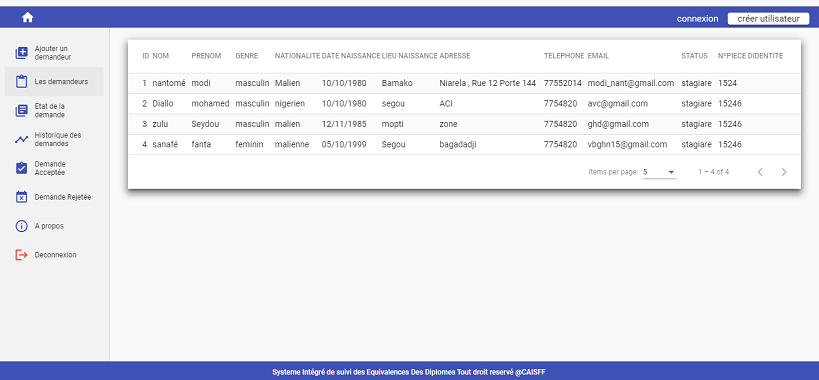 connexion créer utilisateur
Ajouter un
demandeur
Les demandeurs
Etat de la
demande
Historique des
demandes
Demande
Acceptée
Demande Rejetée
A propos
Deconnexion
ID NOM PRENOM GENRE NATIONALITE DATE NAISSANCE LIEU NAISSANCE ADRESSE TELEPHONE EMAIL STATUS N°PIECE DIDENTITE
1 nantomé modi masculin Malien 10/10/1980 Bamako Niarela , Rue 12 Porte 144 77552014 modi_nant@gmail.com stagiare 1524
2 Diallo mohamed masculin nigerien 10/10/1980 segou ACI 7754820 avc@gmail.com stagiare 15246
3 zulu Seydou masculin malien 12/11/1985 mopti zone 7754820 ghd@gmail.com stagiare 15246
4 sanafé fanta feminin malienne 05/10/1999 Segou bagadadji 7754820 vbghn15@gmail.com stagiare 15246
Items per page: 5 1 – 4 of 4
Systeme Intégré de suivi des Equivalences Des Diplomes Tout droit reservé @CAISFF